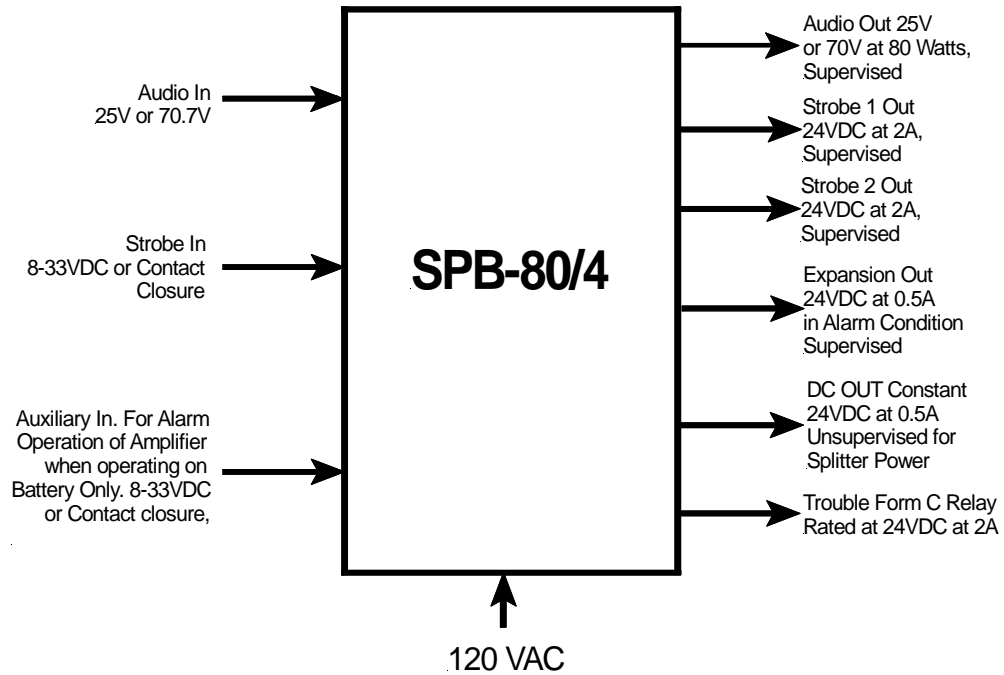 Audio In
25V or 70.7V
Strobe In
8-33VDC or Contact
Closure
Auxiliary In. For Alarm
Operation of Amplifier
when operating on
Battery Only. 8-33VDC
or Contact closure,
SPB-80/4
Audio Out 25V
or 70V at 80 Watts,
Supervised
Strobe 1 Out
24VDC at 2A,
Supervised
Strobe 2 Out
24VDC at 2A,
Supervised
Expansion Out
24VDC at 0.5A
in Alarm Condition
Supervised
DC OUT Constant
24VDC at 0.5A
Unsupervised for
Splitter Power
Trouble Form C Relay
Rated at 24VDC at 2A
120 VAC